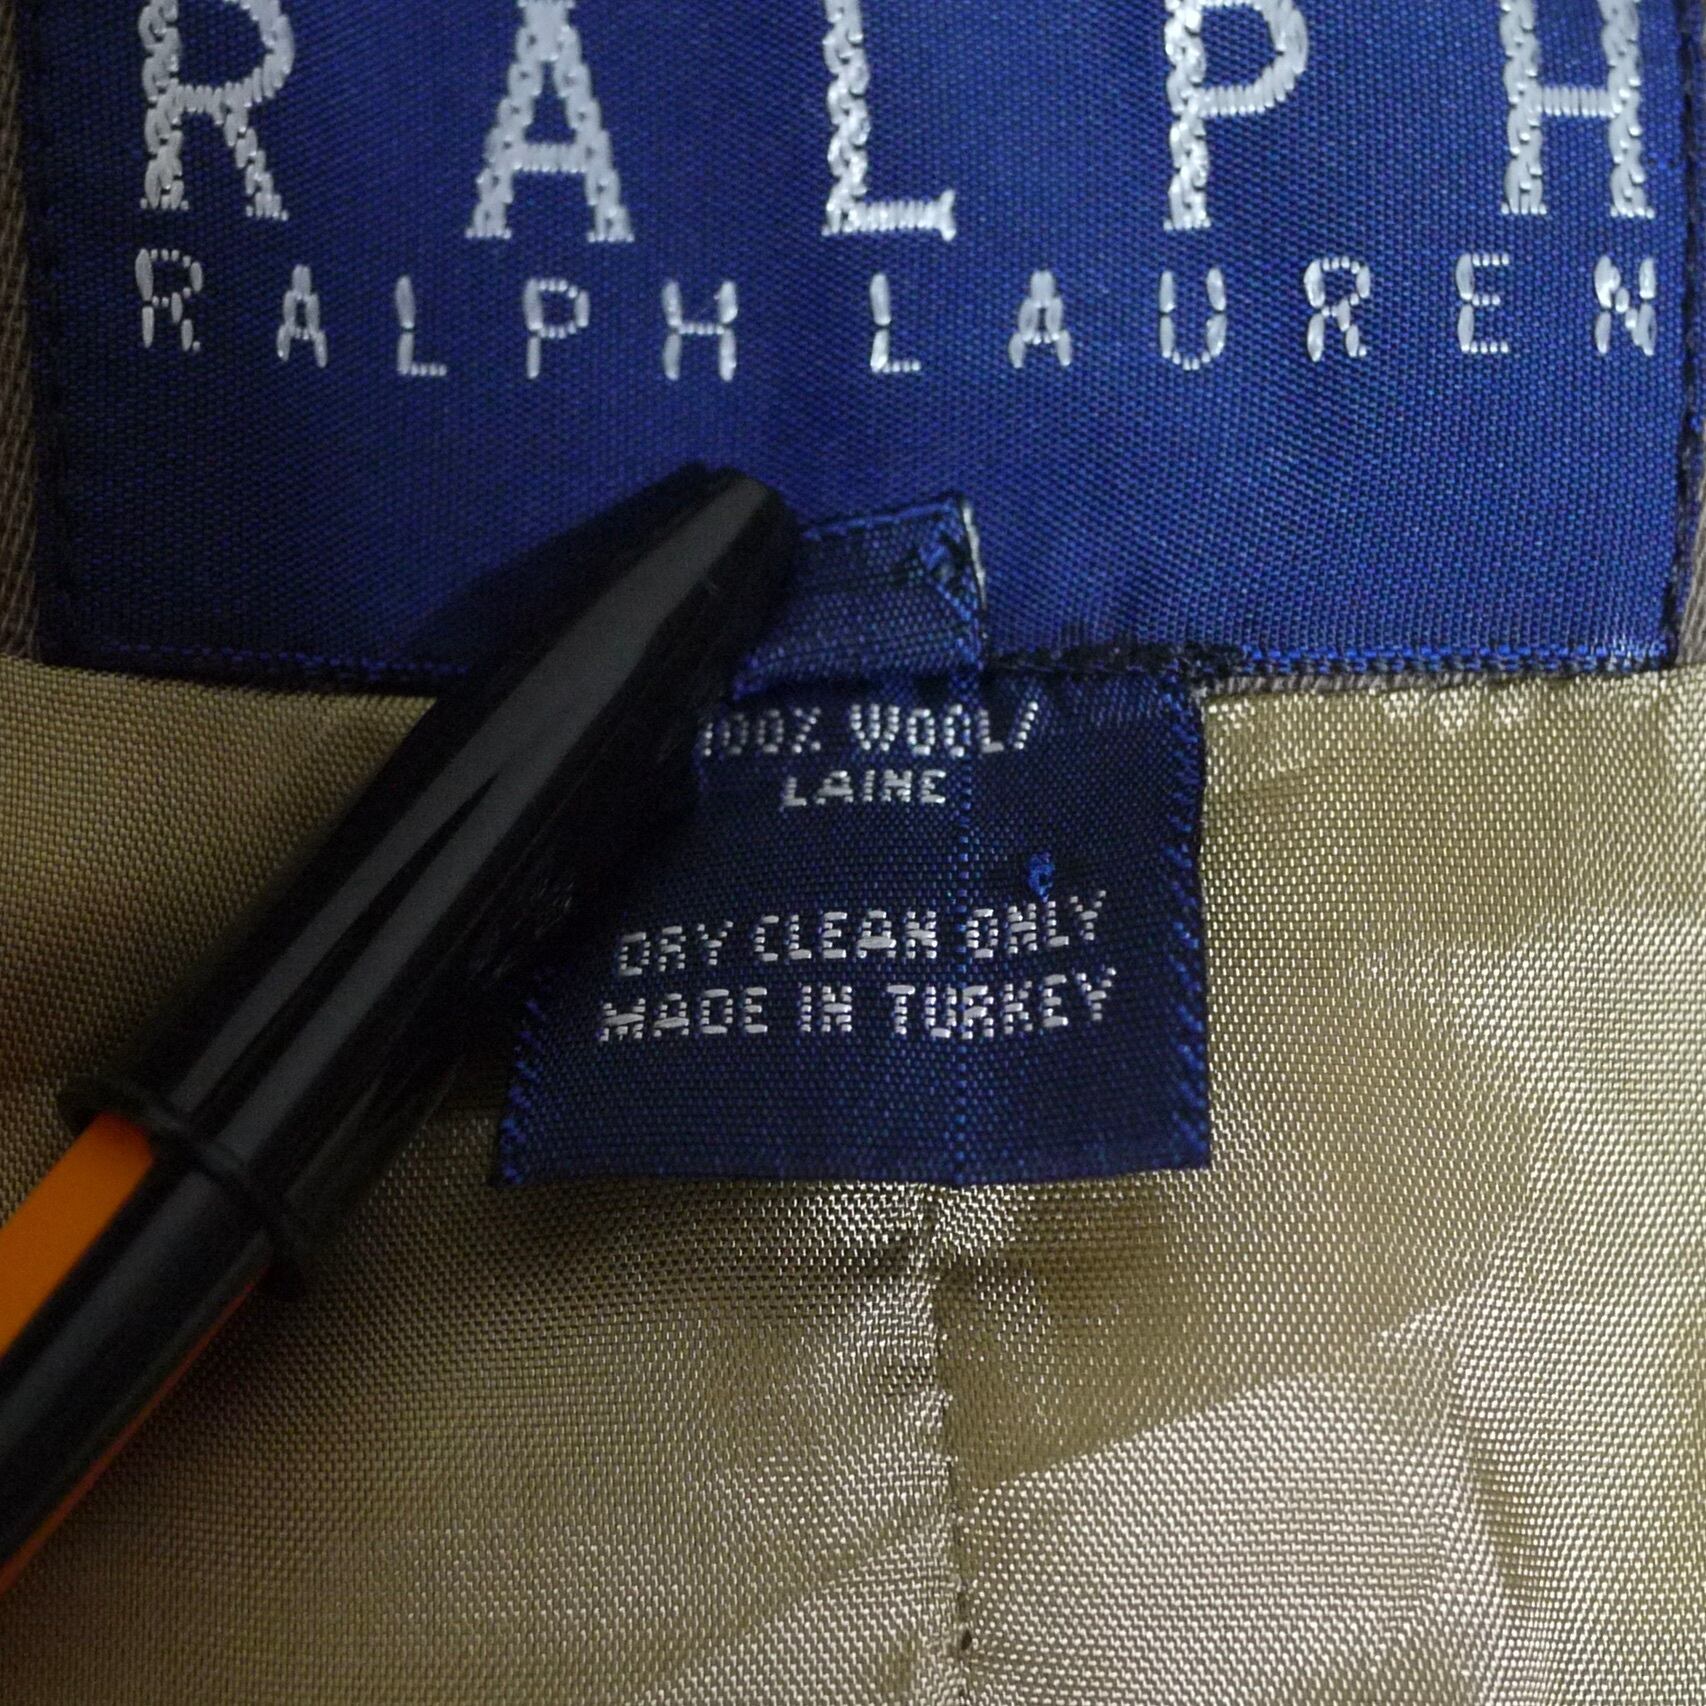 RALPH
RALPH LAUREN
100% WOOL/
LAINE
DRY CLEAN ONLY
MADE IN TURKEY